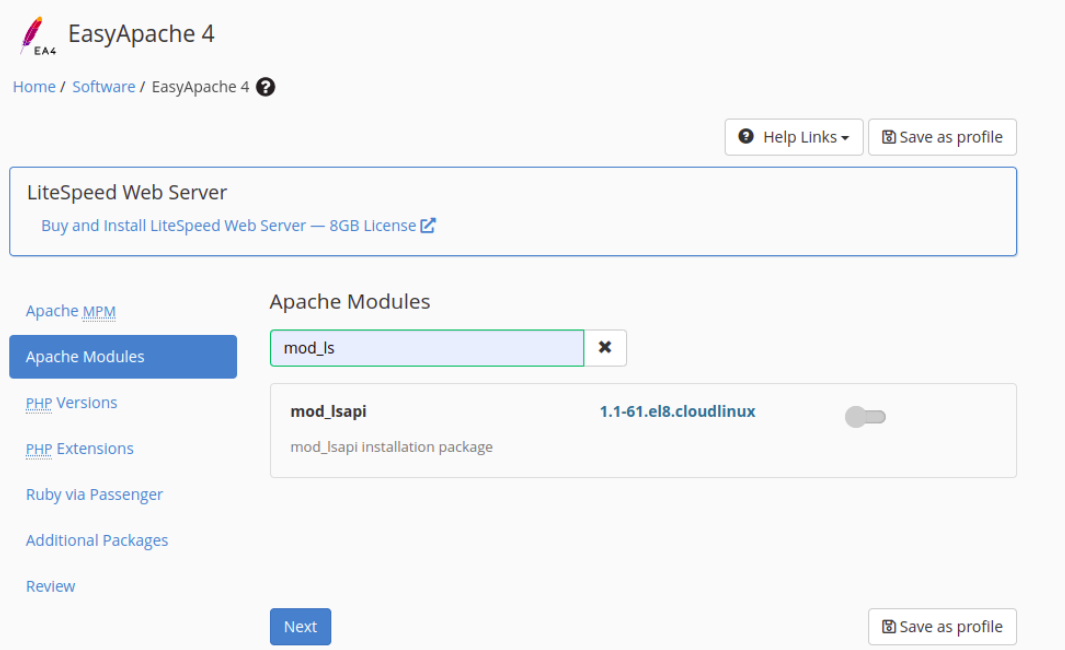 EA4 EasyApache 4
Home / Software / EasyApache 4 ?
? Help Links Save as profile
LiteSpeed Web Server
Buy and Install LiteSpeed Web Server — 8GB License
Apache MPM
Apache Modules
PHP Versions
PHP Extensions
Ruby via Passenger
Additional Packages
Review
Apache Modules
mod_ls
mod_lsapi 1.1-61.el8.cloudlinux
mod_lsapi installation package
Next Save as profile